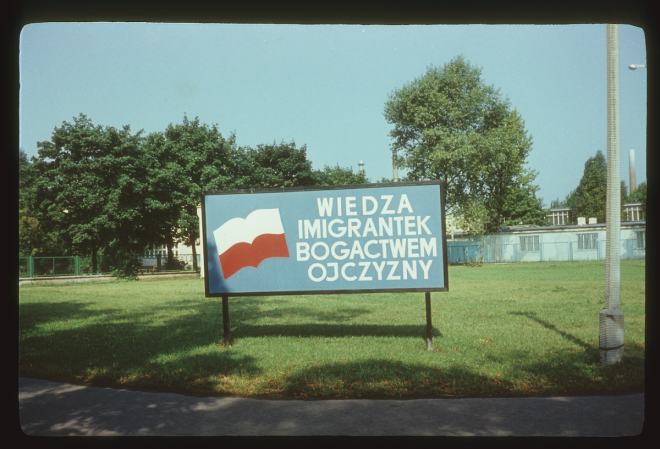 WIEDZA
IMIGRANTEK
BOGACTWEM
OJCZYZNY